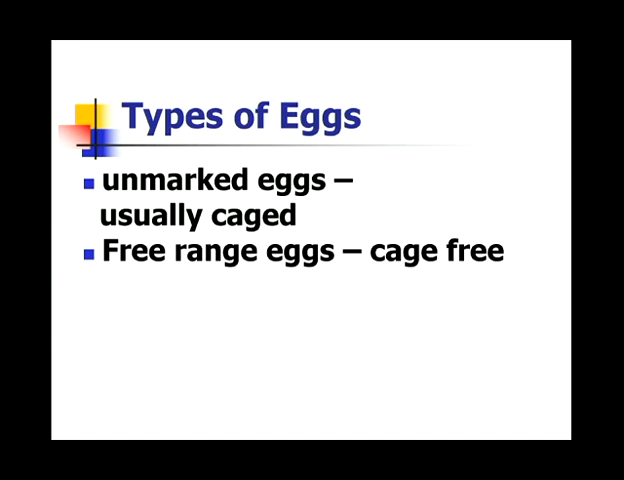 Types of Eggs
unmarked eggs –
usually caged
Free range eggs – cage free